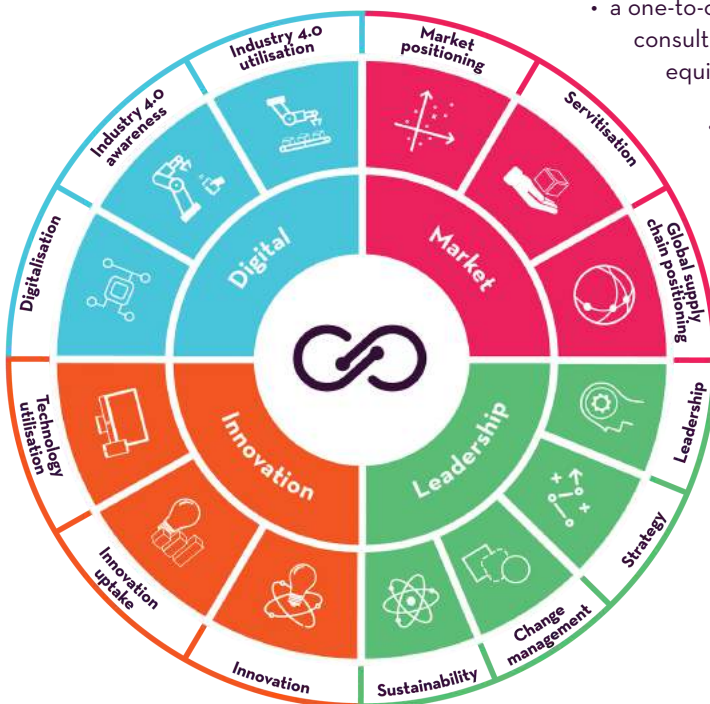 • a one-to-
consult
equi
•
Industry 4.0
utilisation
Market
positioning
Industry 4.0
awareness
Servitisation
Digitalisation
Global supply
chain positioning
Digital
Market
Technology
utilisation
Innovation
Leadership
Leadership
Innovation
uptake
Strategy
Innovation
Sustainability
Change
management